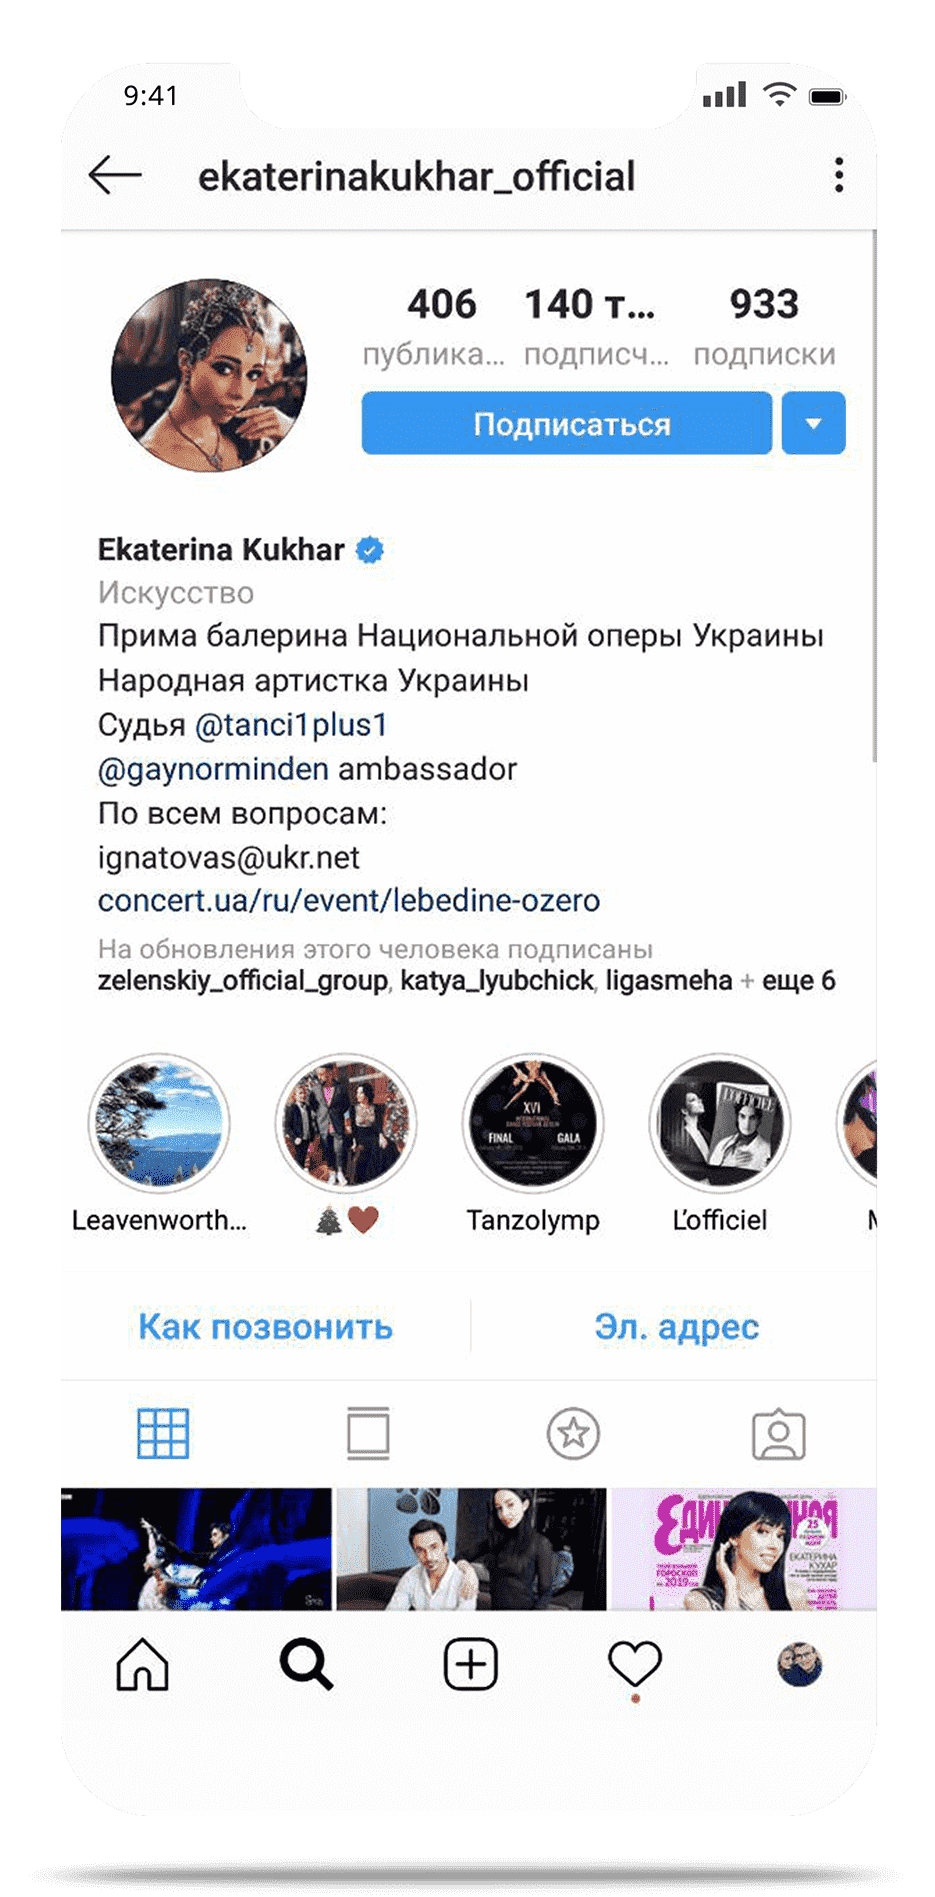 9:41
ekaterinakukhar_official
406 140 т... 933
публика... подписч... подписки
Подписаться
Ekaterina Kukhar
Искусство
Прима балерина Национальной оперы Украины
Народная артистка Украины
Судья @tanci1plus1
@gaynorminden ambassador
По всем вопросам:
ignatovas@ukr.net
concert.ua/ru/event/lebedine-ozero
На обновления этого человека подписаны
zelenskiy_official_group, katya_lyubchick, ligasmeha + еще 6
XVI
FINAL GALA
L'OFFICIEL
Leavenworth... 🌲❤ Tanzolymp L'officiel
Как позвонить Эл. адрес
25
ЕКАТЕРИНА
КУХАР
ГОРОСКОП
2019